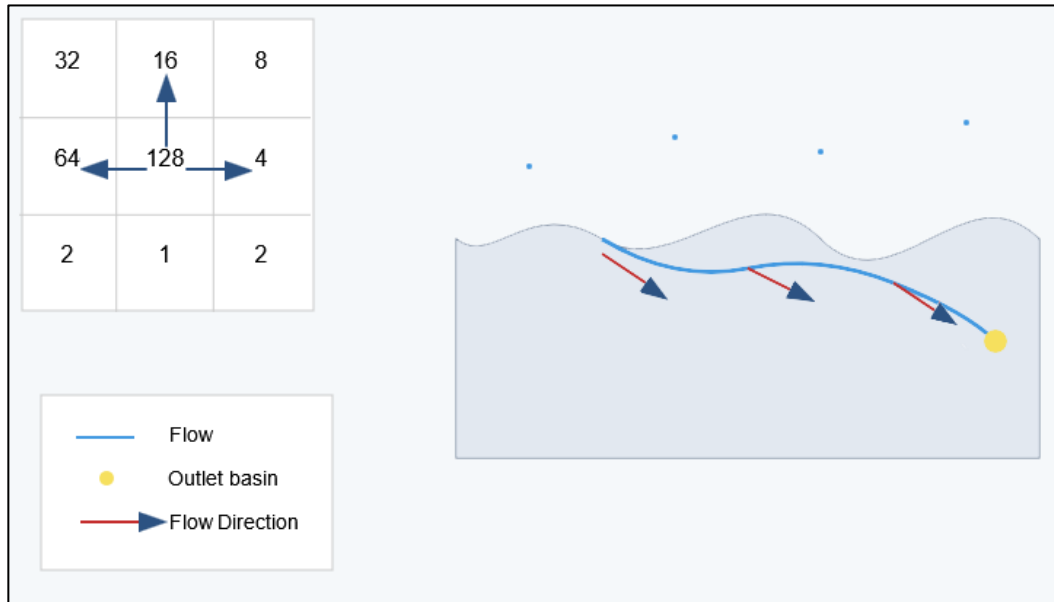 32 16 8
64 128 4
2 1 2
Flow
Outlet basin
Flow Direction